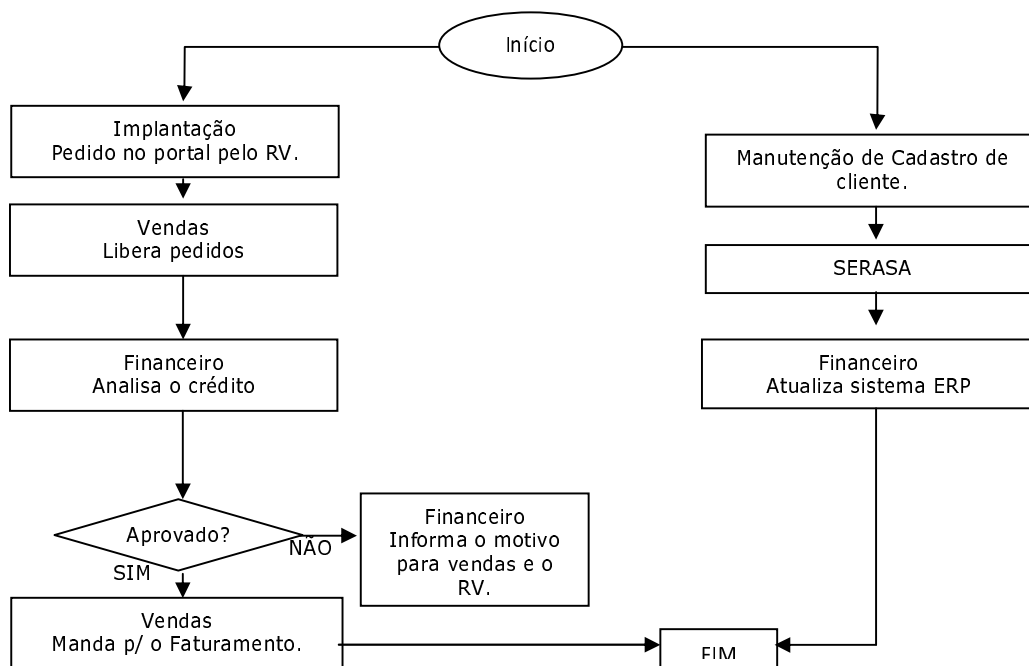 Início
Implantação
Pedido no portal pelo RV.
Manutenção de Cadastro de
cliente.
Vendas
Libera pedidos
SERASA
Financeiro
Analisa o crédito
Financeiro
Atualiza sistema ERP
Aprovado?
NÃO
SIM
Financeiro
Informa o motivo
para vendas e o
RV.
Vendas
Manda p/ o Faturamento.
FIM